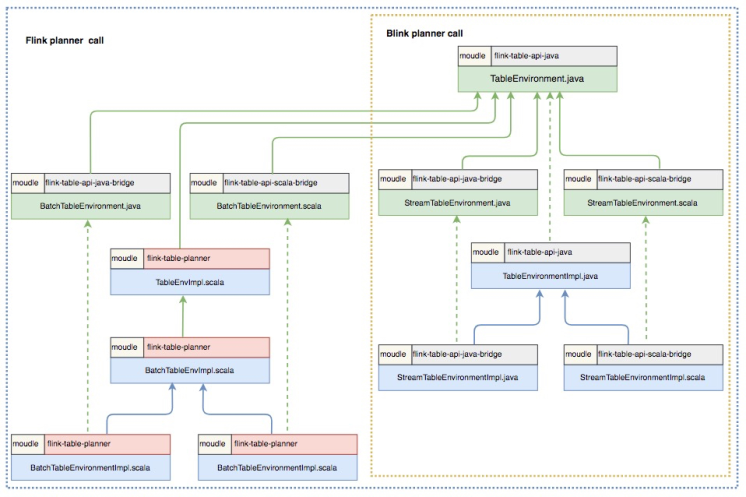 Flink planner call
Blink planner call
moudle flink-table-api-java
TableEnvironment.java
moudle flink-table-api-java-bridge
BatchTableEnvironment.java
moudle flink-table-api-scala-bridge
BatchTableEnvironment.scala
moudle flink-table-api-java-bridge
StreamTableEnvironment.java
moudle flink-table-api-scala-bridge
StreamTableEnvironment.scala
moudle flink-table-planner
TableEnvImpl.scala
moudle flink-table-api-java
TableEnvironmentImpl.java
moudle flink-table-planner
BatchTableEnvImpl.scala
moudle flink-table-api-java-bridge
StreamTableEnvironmentImpl.java
moudle flink-table-api-scala-bridge
StreamTableEnvironmentImpl.scala
moudle flink-table-planner
BatchTableEnvironmentImpl.scala
moudle flink-table-planner
BatchTableEnvironmentImpl.scala